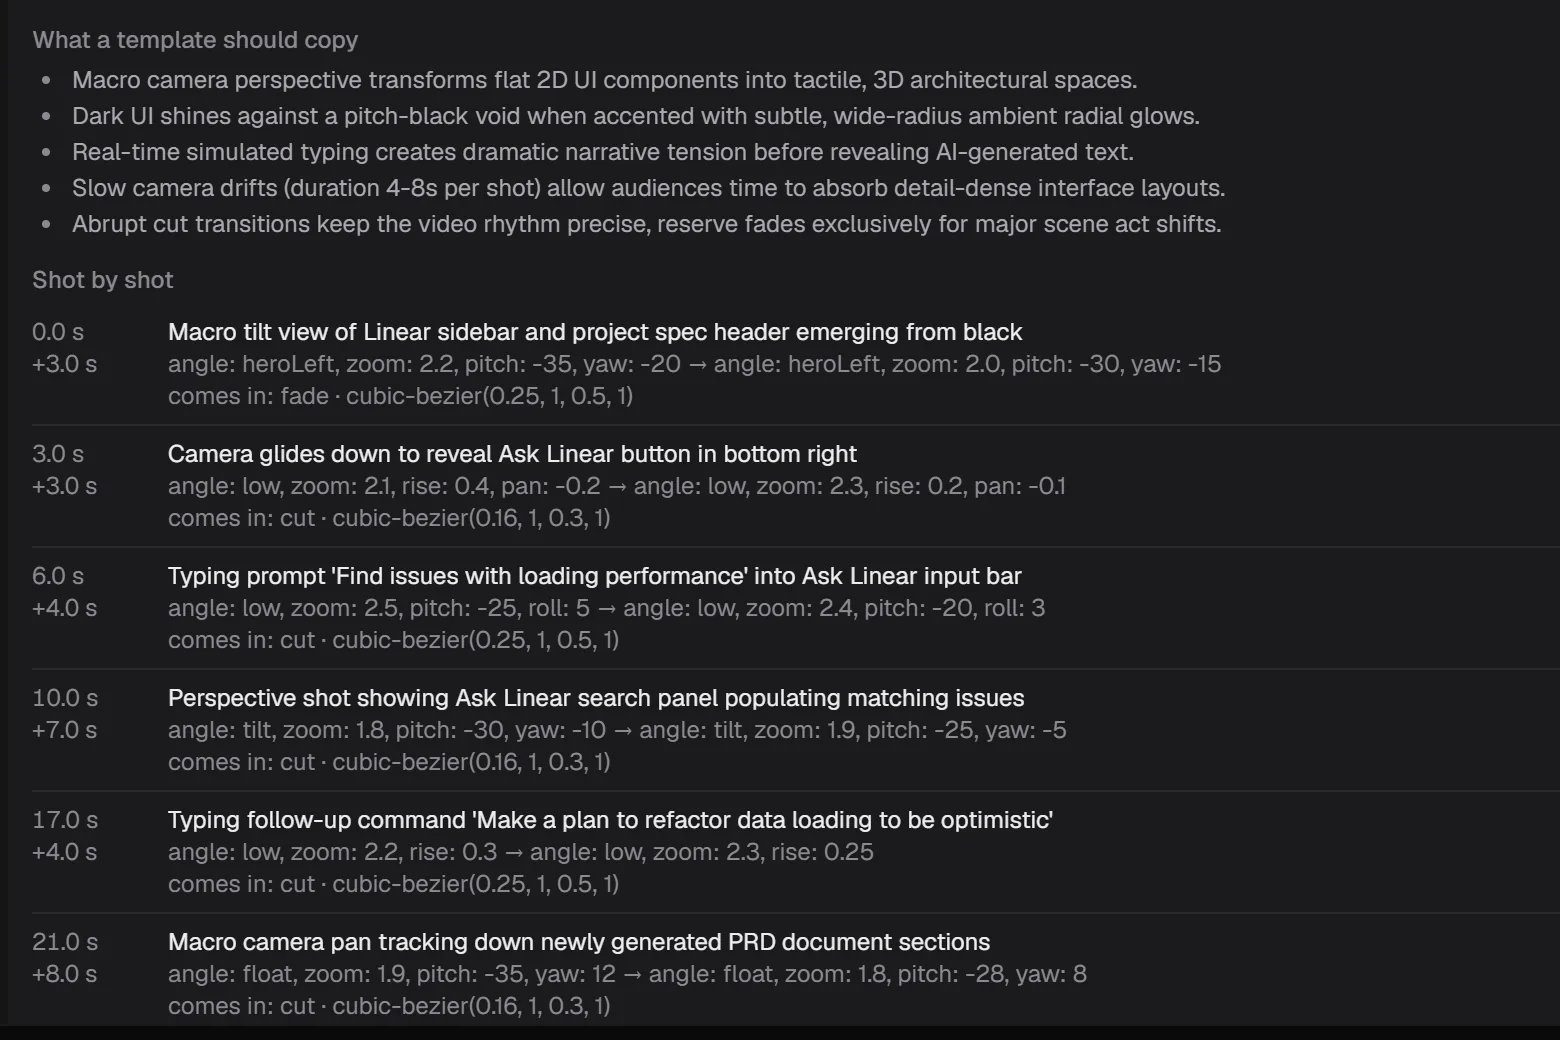 What a template should copy
• Macro camera perspective transforms flat 2D UI components into tactile, 3D architectural spaces.
• Dark UI shines against a pitch-black void when accented with subtle, wide-radius ambient radial glows.
• Real-time simulated typing creates dramatic narrative tension before revealing AI-generated text.
• Slow camera drifts (duration 4-8s per shot) allow audiences time to absorb detail-dense interface layouts.
• Abrupt cut transitions keep the video rhythm precise, reserve fades exclusively for major scene act shifts.
Shot by shot
0.0 s Macro tilt view of Linear sidebar and project spec header emerging from black
+3.0 s angle: heroLeft, zoom: 2.2, pitch: -35, yaw: -20 → angle: heroLeft, zoom: 2.0, pitch: -30, yaw: -15
comes in: fade · cubic-bezier(0.25, 1, 0.5, 1)
3.0 s Camera glides down to reveal Ask Linear button in bottom right
+3.0 s angle: low, zoom: 2.1, rise: 0.4, pan: -0.2 → angle: low, zoom: 2.3, rise: 0.2, pan: -0.1
comes in: cut · cubic-bezier(0.16, 1, 0.3, 1)
6.0 s Typing prompt 'Find issues with loading performance' into Ask Linear input bar
+4.0 s angle: low, zoom: 2.5, pitch: -25, roll: 5 → angle: low, zoom: 2.4, pitch: -20, roll: 3
comes in: cut · cubic-bezier(0.25, 1, 0.5, 1)
10.0 s Perspective shot showing Ask Linear search panel populating matching issues
+7.0 s angle: tilt, zoom: 1.8, pitch: -30, yaw: -10 → angle: tilt, zoom: 1.9, pitch: -25, yaw: -5
comes in: cut · cubic-bezier(0.16, 1, 0.3, 1)
17.0 s Typing follow-up command 'Make a plan to refactor data loading to be optimistic'
+4.0 s angle: low, zoom: 2.2, rise: 0.3 → angle: low, zoom: 2.3, rise: 0.25
comes in: cut · cubic-bezier(0.25, 1, 0.5, 1)
21.0 s Macro camera pan tracking down newly generated PRD document sections
+8.0 s angle: float, zoom: 1.9, pitch: -35, yaw: 12 → angle: float, zoom: 1.8, pitch: -28, yaw: 8
comes in: cut · cubic-bezier(0.16, 1, 0.3, 1)